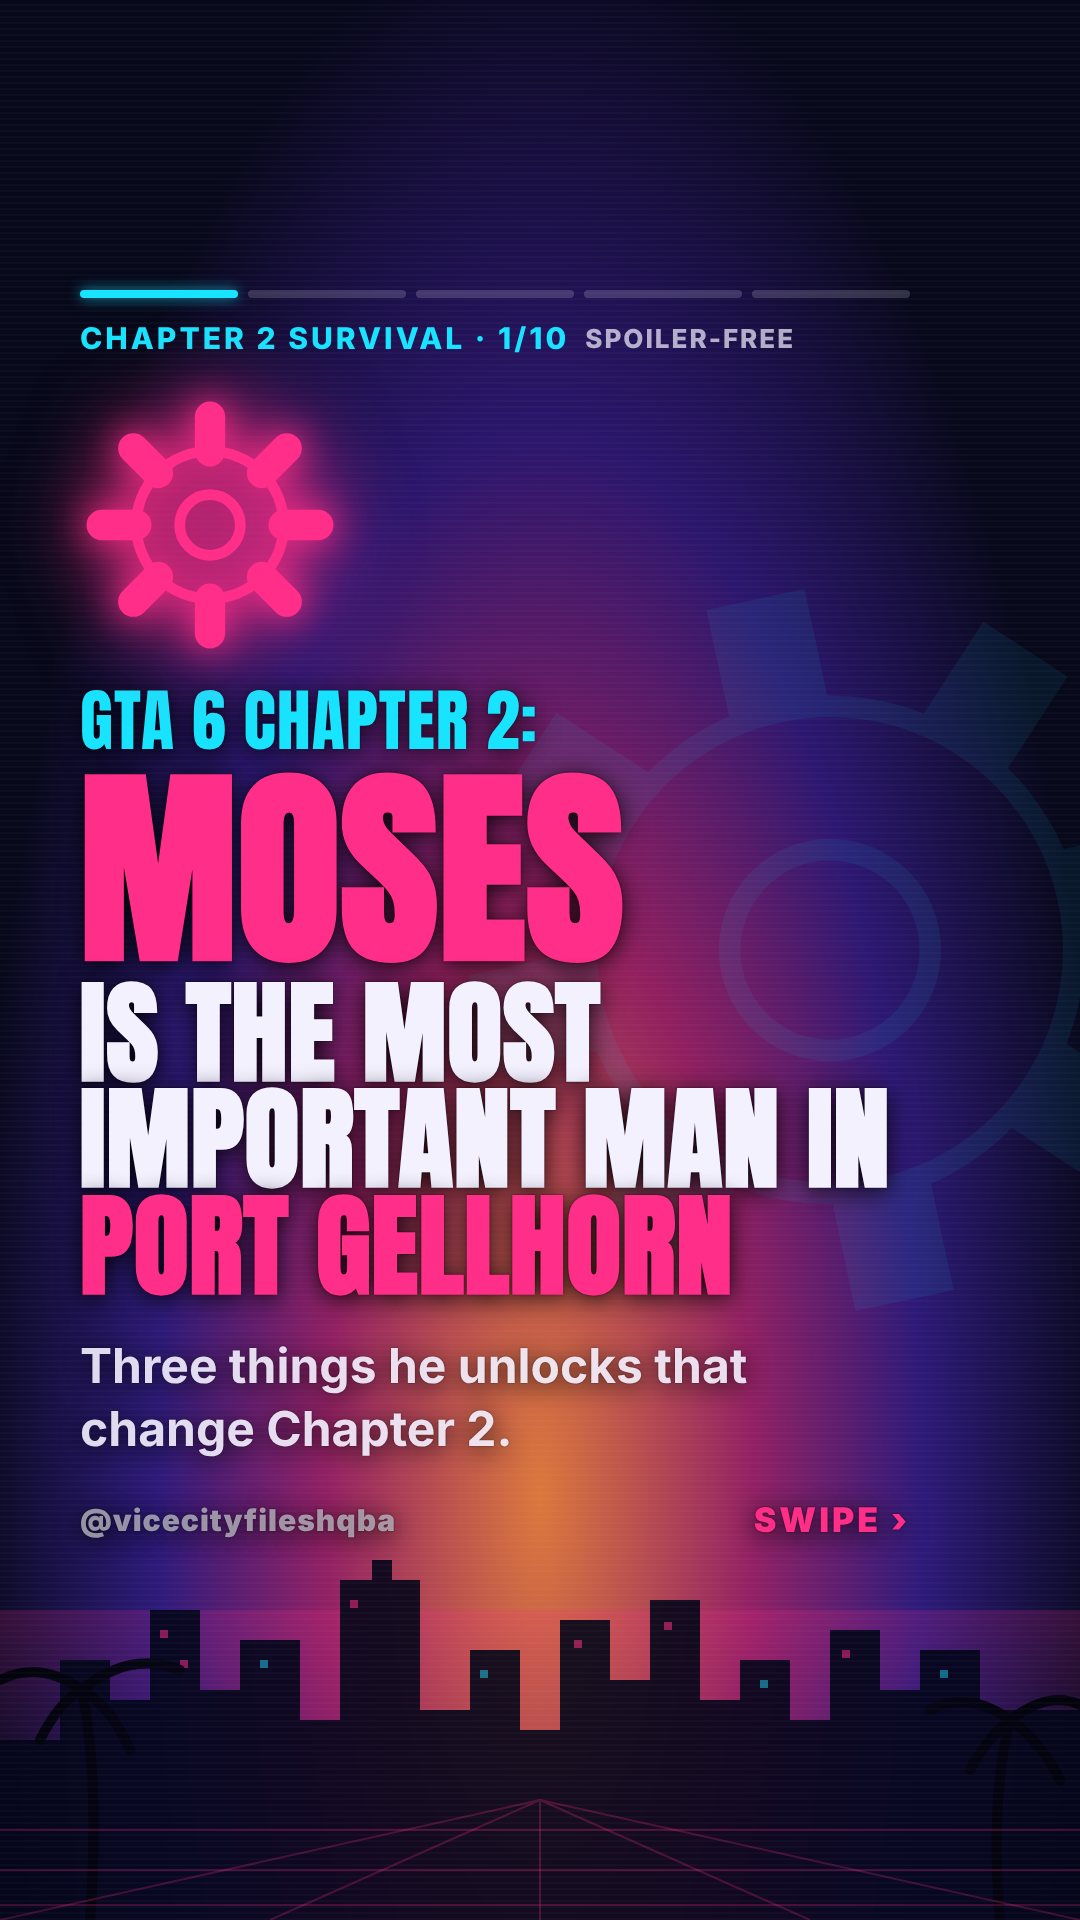 CHAPTER 2 SURVIVAL · 1/10 SPOILER-FREE
GTA 6 CHAPTER 2:
MOSES
IS THE MOST
IMPORTANT MAN IN
PORT GELLHORN
Three things he unlocks that
change Chapter 2.
@vicecityfileshqba
SWIPE ›